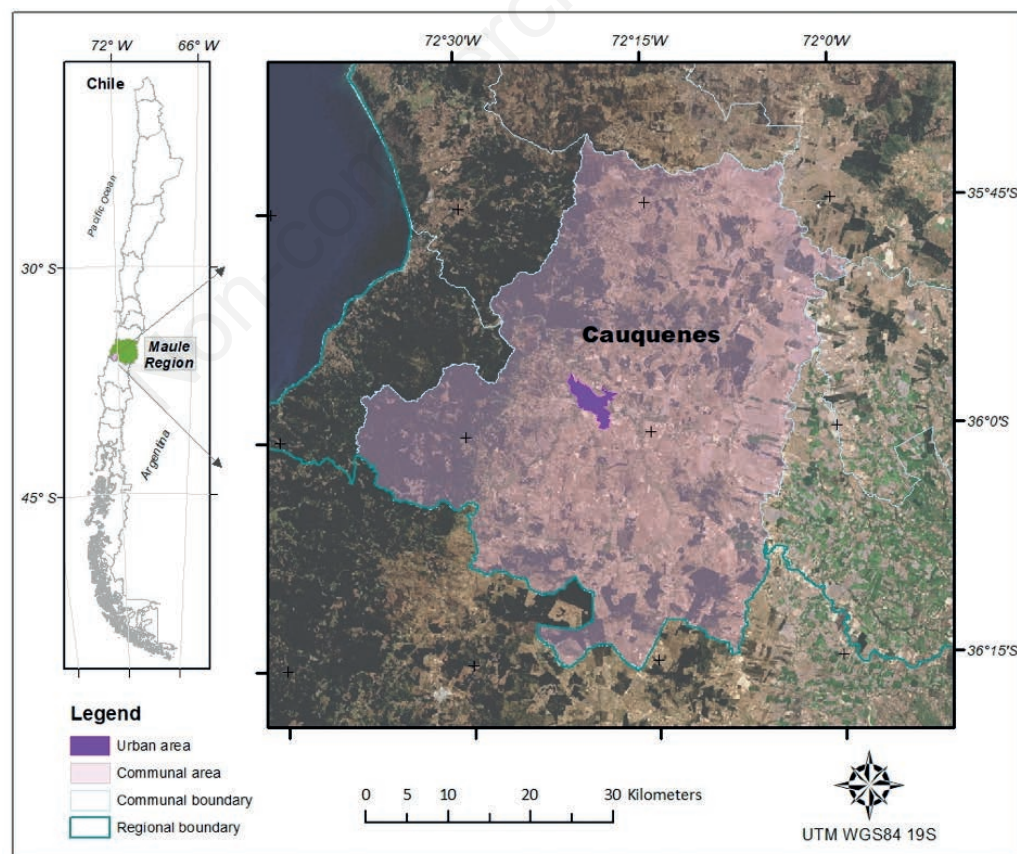 72° W 66° W
Chile
Pacific Ocean
30° S
Maule
Region
Argentina
45° S
72°30'W 72°15'W 72°0'W
35°45'S
Cauquenes
36°0'S
36°15'S
Legend
Urban area
Communal area
Communal boundary
Regional boundary
0 5 10 20 30 Kilometers
UTM WGS84 19S